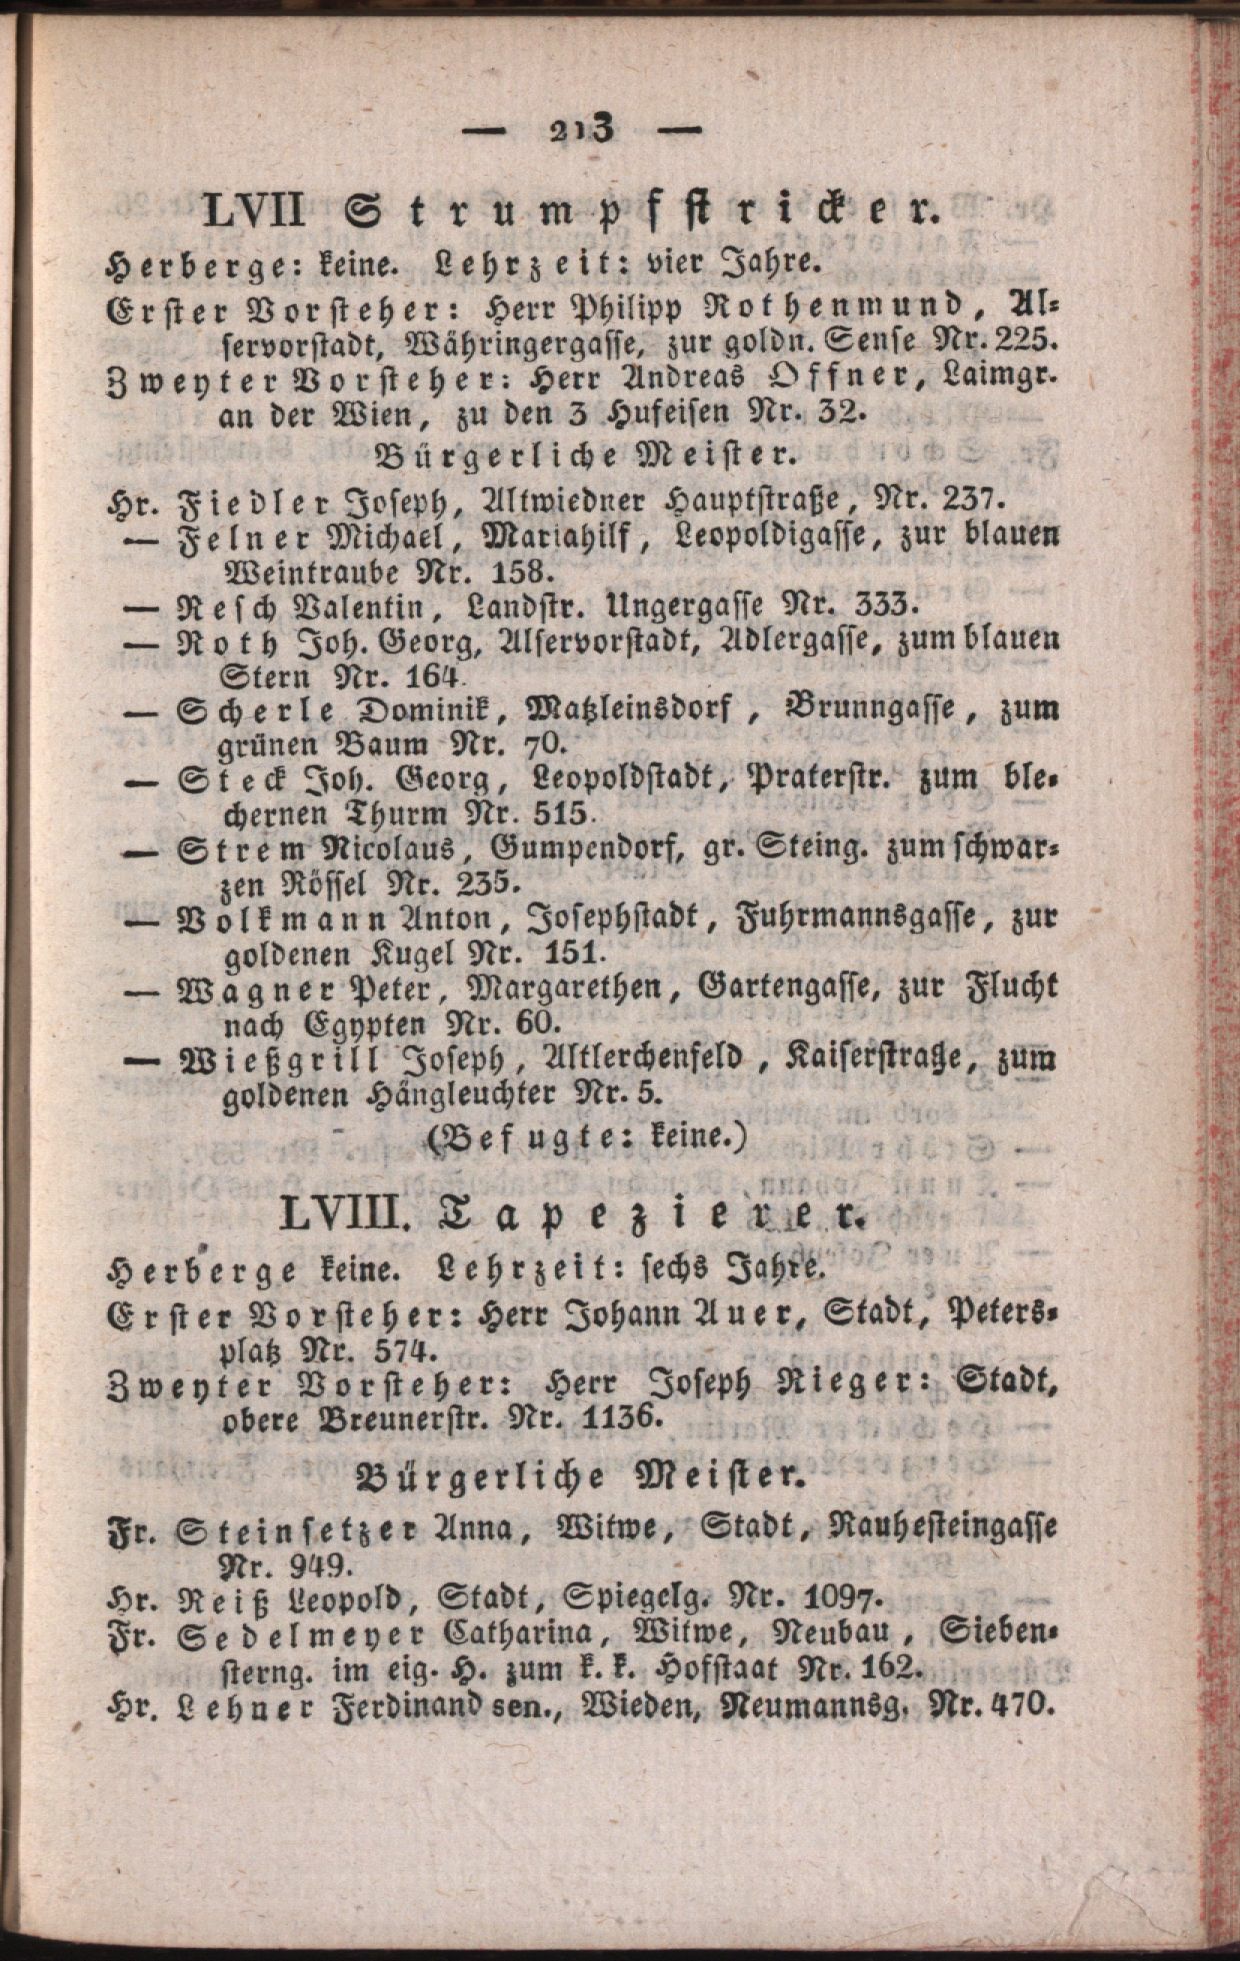 — 213 —
LVII Strumpfstricker.
Herberge: keine. Lehrzeit: vier Jahre.
Erster Vorsteher: Herr Philipp Rothenmund, Al-
servorstadt, Währingergasse, zur goldn. Sense Nr. 225.
Zweyter Vorsteher: Herr Andreas Offner, Laimgr.
an der Wien, zu den 3 Hufeisen Nr. 32.
Bürgerliche Meister.
Hr. Fiedler Joseph, Altwiedner Hauptstraße, Nr. 237.
— Felner Michael, Mariahilf, Leopoldigasse, zur blauen
Weintraube Nr. 158.
— Resch Valentin, Landstr. Ungergasse Nr. 333.
— Roth Joh. Georg, Alservorstadt, Adlergasse, zum blauen
Stern Nr. 164.
— Scherle Dominik, Matzleinsdorf, Brunngasse, zum
grünen Baum Nr. 70.
— Steck Joh. Georg, Leopoldstadt, Praterstr. zum ble-
chernen Thurm Nr. 515.
— Strem Nicolaus, Gumpendorf, gr. Steing. zum schwar-
zen Rössel Nr. 235.
— Volkmann Anton, Josephstadt, Fuhrmannsgasse, zur
goldenen Kugel Nr. 151.
— Wagner Peter, Margarethen, Gartengasse, zur Flucht
nach Egypten Nr. 60.
— Wießgrill Joseph, Altlerchenfeld, Kaiserstraße, zum
goldenen Hängleuchter Nr. 5.
(Befugte: keine.)
LVIII. Tapezierer.
Herberge keine. Lehrzeit: sechs Jahre.
Erster Vorsteher: Herr Johann Auer, Stadt, Peters-
platz Nr. 574.
Zweyter Vorsteher: Herr Joseph Rieger: Stadt,
obere Breunerstr. Nr. 1136.
Bürgerliche Meister.
Fr. Steinsetzer Anna, Witwe, Stadt, Rauhesteingasse
Nr. 949.
Hr. Reiß Leopold, Stadt, Spiegelg. Nr. 1097.
Fr. Sedelmeyer Catharina, Witwe, Neubau, Sieben-
sterng. im eig. H. zum k. k. Hofstaat Nr. 162.
Hr. Lehner Ferdinand sen., Wieden, Neumannsg. Nr. 470.